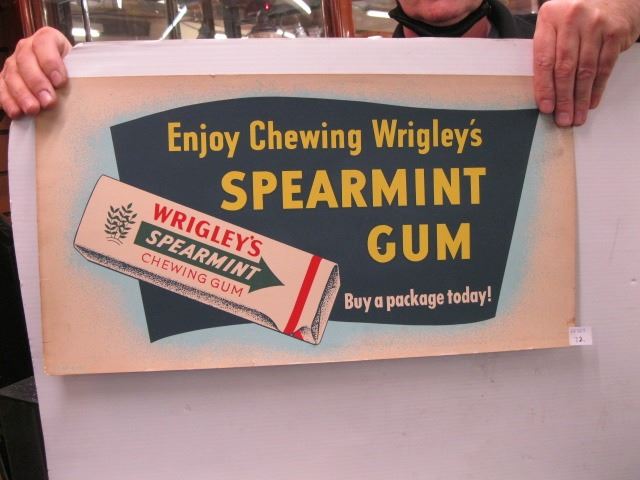 Enjoy Chewing Wrigley's
SPEARMINT
GUM
WRIGLEY'S
SPEARMINT
CHEWING GUM
Buy a package today!